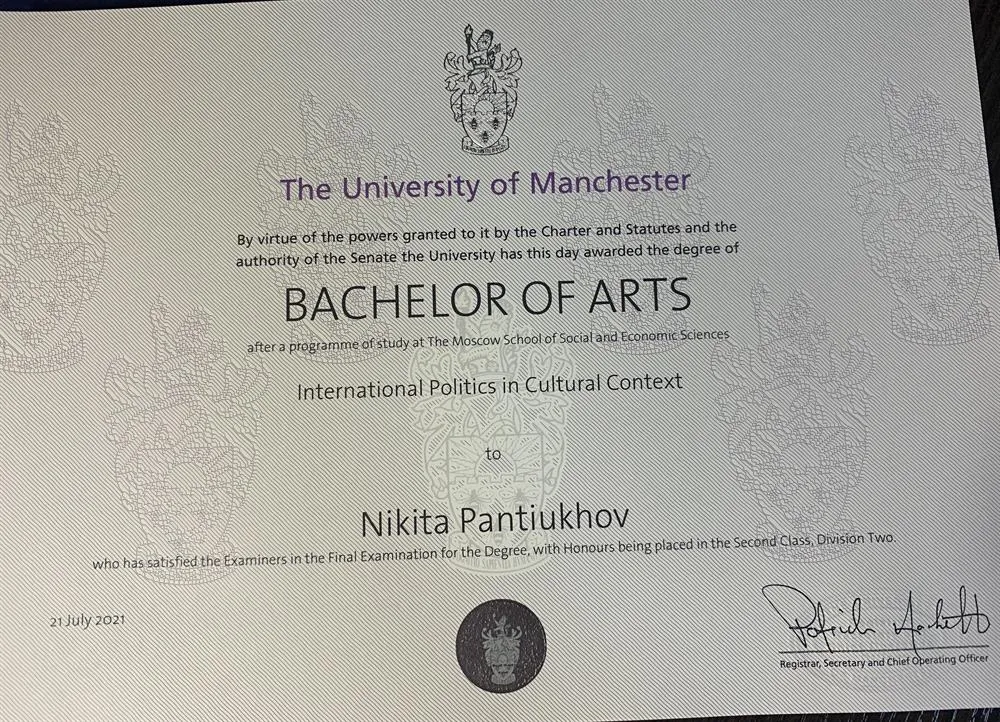 The University of Manchester
By virtue of the powers granted to it by the Charter and Statutes and the
authority of the Senate the University has this day awarded the degree of
BACHELOR OF ARTS
after a programme of study at The Moscow School of Social and Economic Sciences
International Politics in Cultural Context
to
Nikita Pantiukhov
who has satisfied the Examiners in the Final Examination for the Degree, with Honours being placed in the Second Class, Division Two.
21 July 2021
Registrar, Secretary and Chief Operating Officer